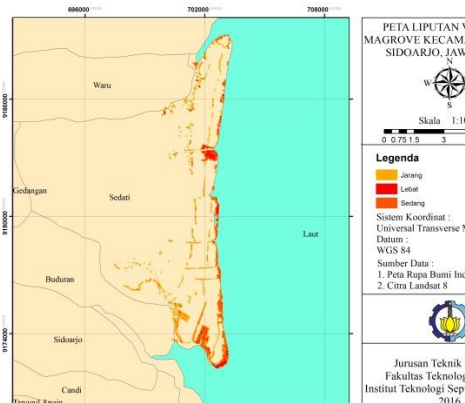 696000
702000
708000
9186000
9180000
9174000
Waru
Gedangan
Sedati
Laut
Buduran
Sidoarjo
Candi
PETA LIPUTAN
MAGROVE KECAMA
SIDOARJO, JAW
N
W
S
Skala 1:1
0 0.75 1.5 3
Legenda
Jarang
Lebat
Sedang
Sistem Koordinat :
Universal Transverse M
Datum :
WGS 84
Sumber Data :
1. Peta Rupa Bumi Ind
2. Citra Landsat 8
Jurusan Teknik
Fakultas Teknolog
Institut Teknologi Sep
2016